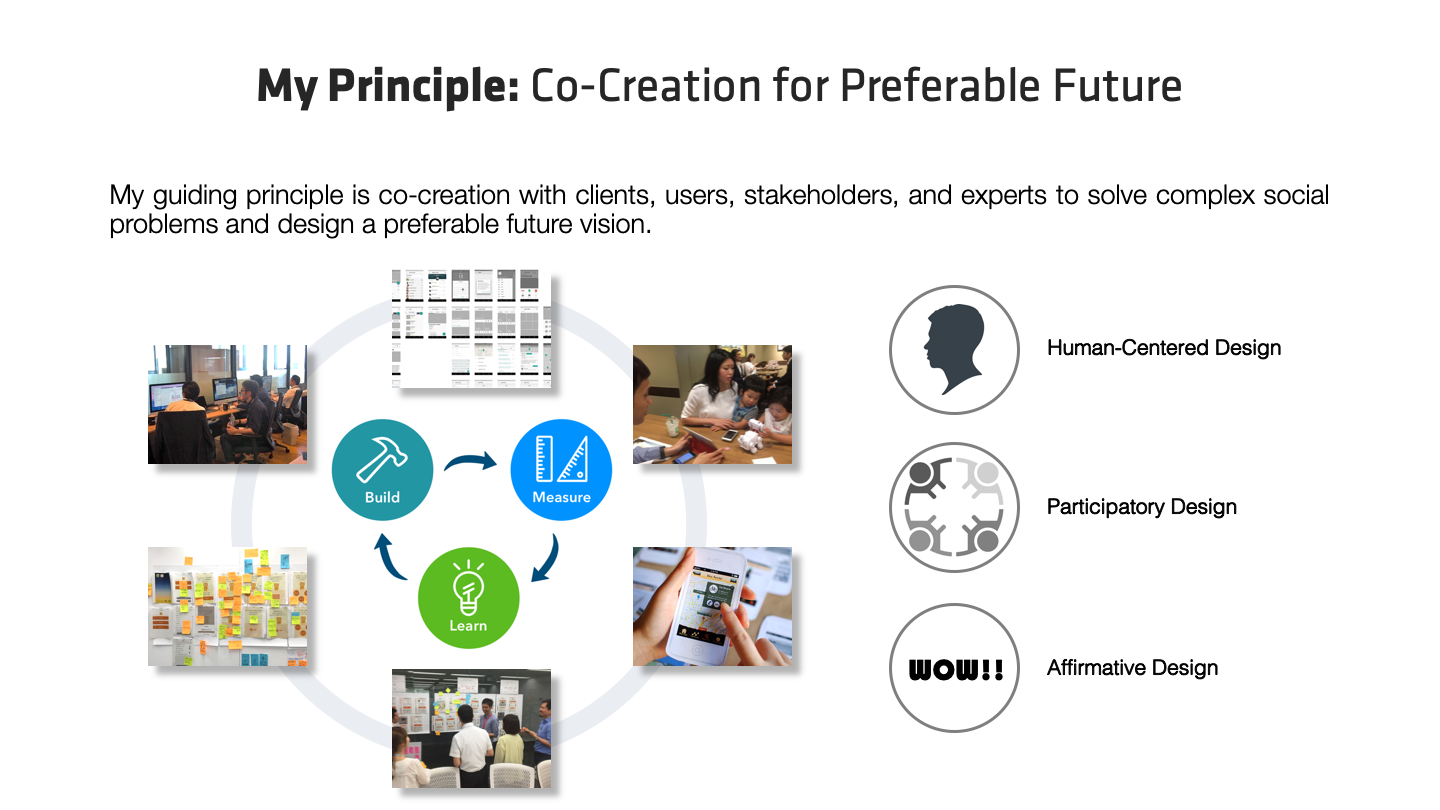 My Principle: Co-Creation for Preferable Future
My guiding principle is co-creation with clients, users, stakeholders, and experts to solve complex social
problems and design a preferable future vision.
Build
Measure
Learn
Human-Centered Design
Participatory Design
WOW!!
Affirmative Design